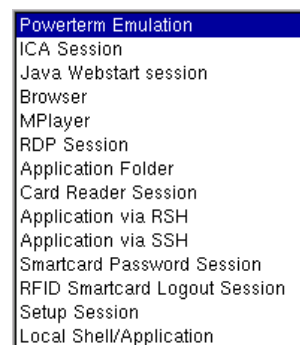 Powerterm Emulation
ICA Session
Java Webstart session
Browser
MPlayer
RDP Session
Application Folder
Card Reader Session
Application via RSH
Application via SSH
Smartcard Password Session
RFID Smartcard Logout Session
Setup Session
Local Shell/Application